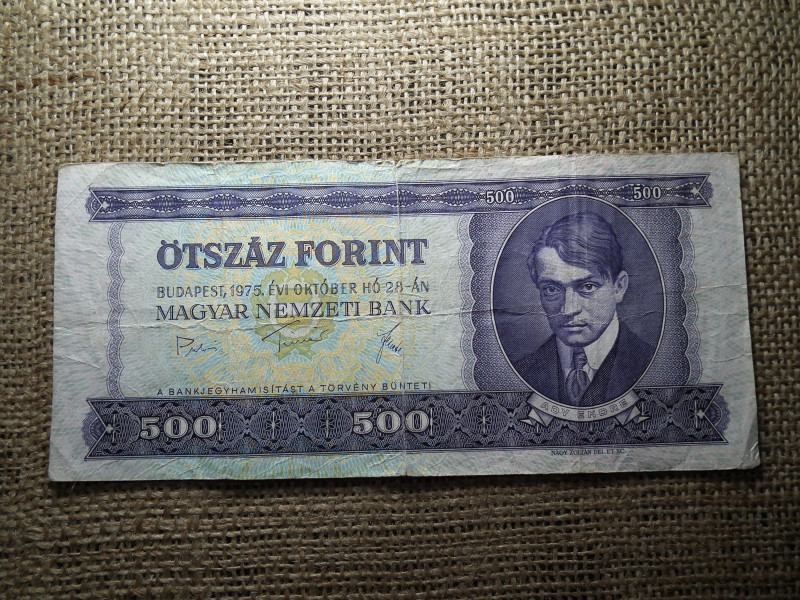 500 500
ÖTSZÁZ FORINT
BUDAPEST, 1975. ÉVI OKTÓBER HÓ 28-ÁN
MAGYAR NEMZETI BANK
A BANKJEGYHAMISÍTÁST A TÖRVÉNY BÜNTETI
ADY ENDRE
500 500
NAGY ZOLTÁN DEL. ET SC.